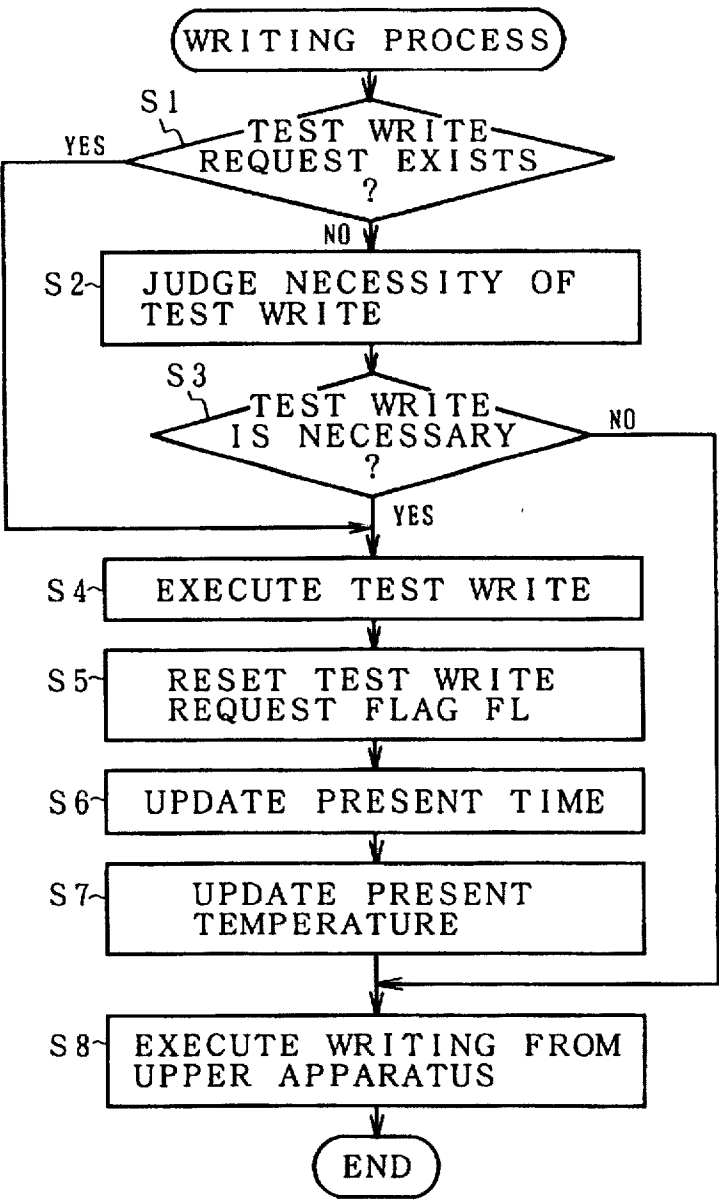 WRITING PROCESS
S1
TEST WRITE
REQUEST EXISTS
?
YES
NO
S2
JUDGE NECESSITY OF
TEST WRITE
S3
TEST WRITE
IS NECESSARY
?
NO
YES
S4
EXECUTE TEST WRITE
S5
RESET TEST WRITE
REQUEST FLAG FL
S6
UPDATE PRESENT TIME
S7
UPDATE PRESENT
TEMPERATURE
S8
EXECUTE WRITING FROM
UPPER APPARATUS
END